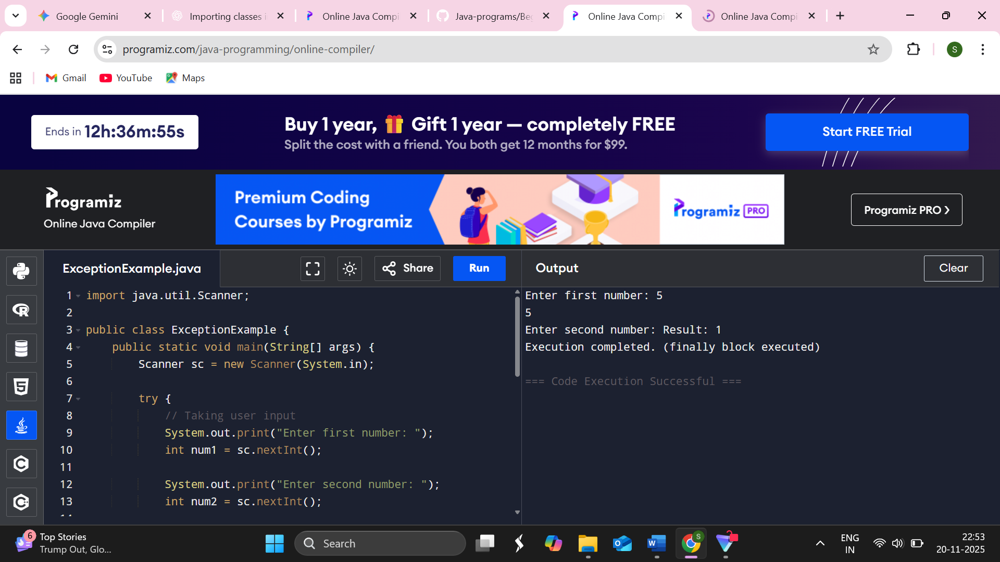 Google Gemini
Importing classes i
Online Java Compi
Java-programs/Beg
Online Java Compi
Online Java Compi
programiz.com/java-programming/online-compiler/
S
Gmail
YouTube
Maps
Ends in 12h:36m:55s
Buy 1 year, 🎁 Gift 1 year — completely FREE
Split the cost with a friend. You both get 12 months for $99.
Start FREE Trial
Programiz
Online Java Compiler
Premium Coding
Courses by Programiz
Programiz PRO
Programiz PRO ❯
ExceptionExample.java
Share
Run
Output
Clear
1 import java.util.Scanner;
2
3 public class ExceptionExample {
4     public static void main(String[] args) {
5         Scanner sc = new Scanner(System.in);
6
7         try {
8             // Taking user input
9             System.out.print("Enter first number: ");
10             int num1 = sc.nextInt();
11
12             System.out.print("Enter second number: ");
13             int num2 = sc.nextInt();
Enter first number: 5
5
Enter second number: Result: 1
Execution completed. (finally block executed)
=== Code Execution Successful ===
6
Top Stories
Trump Out, Glo...
Search
S
ENG
IN
22:53
20-11-2025